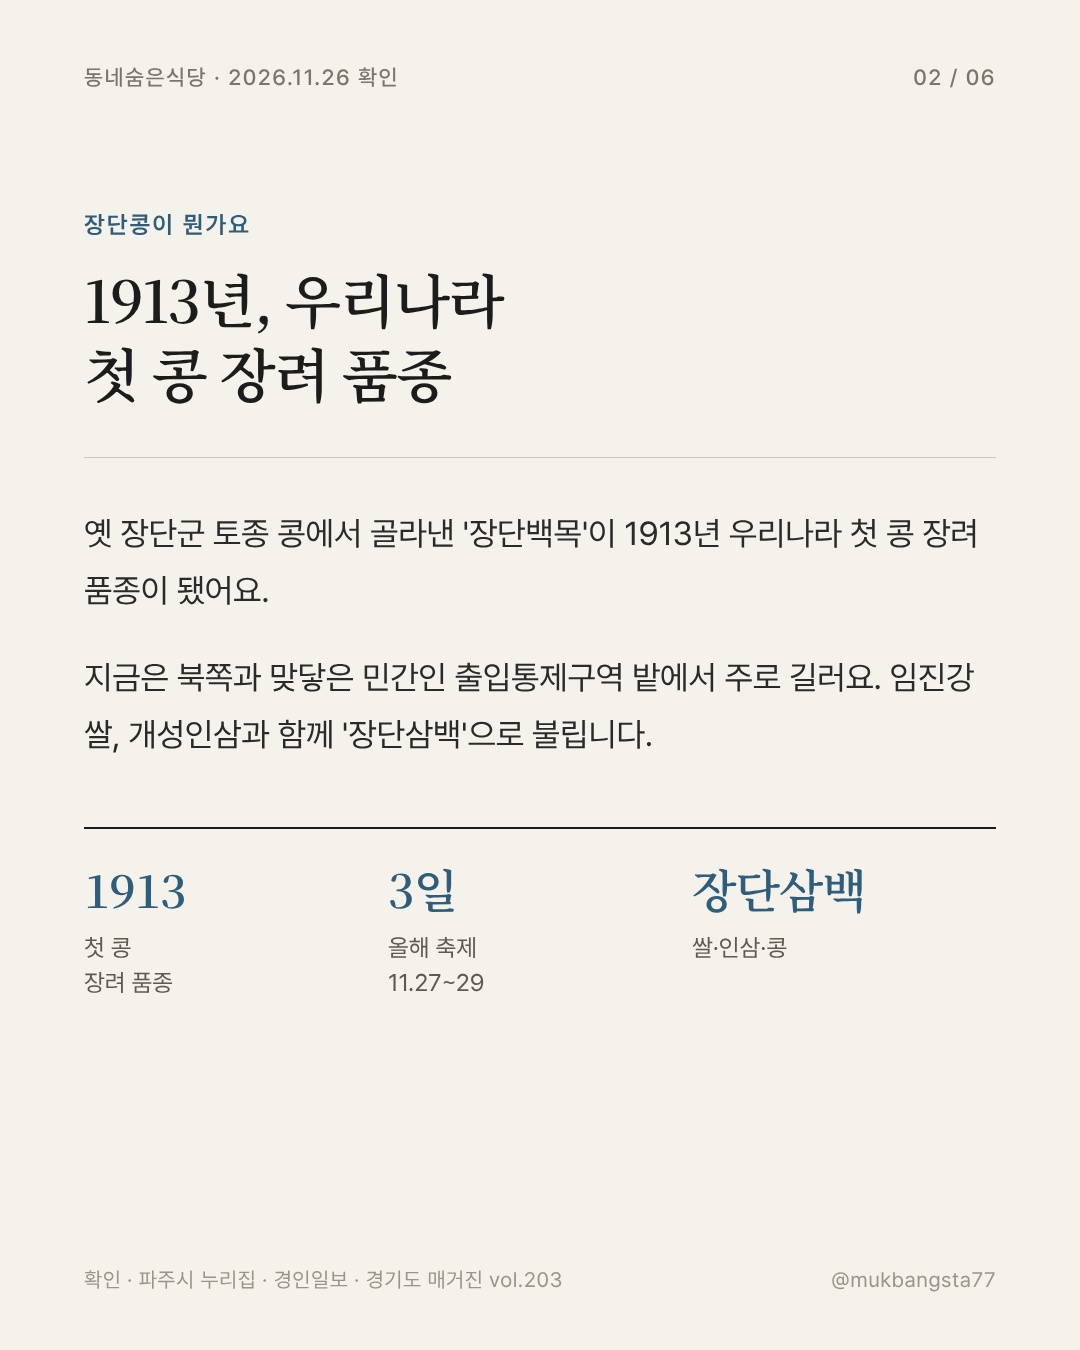 동네숨은식당 · 2026.11.26 확인
02 / 06
장단콩이 뭔가요
1913년, 우리나라
첫 콩 장려 품종
옛 장단군 토종 콩에서 골라낸 '장단백목'이 1913년 우리나라 첫 콩 장려
품종이 됐어요.
지금은 북쪽과 맞닿은 민간인 출입통제구역 밭에서 주로 길러요. 임진강
쌀, 개성인삼과 함께 '장단삼백'으로 불립니다.
1913
첫 콩
장려 품종
3일
올해 축제
11.27~29
장단삼백
쌀·인삼·콩
확인 · 파주시 누리집 · 경인일보 · 경기도 매거진 vol.203
@mukbangsta77